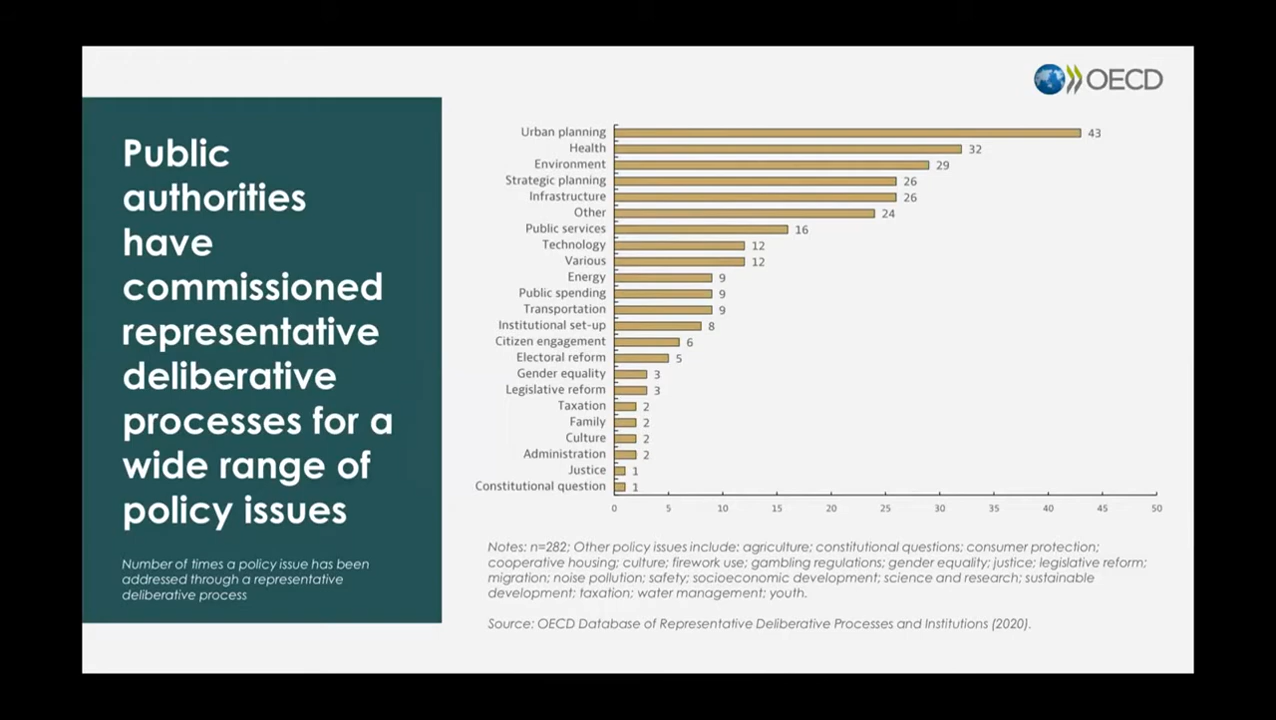 OECD
Public
authorities
have
commissioned
representative
deliberative
processes for a
wide range of
policy issues
Number of times a policy issue has been
addressed through a representative
deliberative process
Urban planning 43
Health 32
Environment 29
Strategic planning 26
Infrastructure 26
Other 24
Public services 16
Technology 12
Various 12
Energy 9
Public spending 9
Transportation 9
Institutional set-up 8
Citizen engagement 6
Electoral reform 5
Gender equality 3
Legislative reform 3
Taxation 2
Family 2
Culture 2
Administration 2
Justice 1
Constitutional question 1
0 5 10 15 20 25 30 35 40 45 50
Notes: n=282; Other policy issues include: agriculture; constitutional questions; consumer protection;
cooperative housing; culture; firework use; gambling regulations; gender equality; justice; legislative reform;
migration; noise pollution; safety; socioeconomic development; science and research; sustainable
development; taxation; water management; youth.
Source: OECD Database of Representative Deliberative Processes and Institutions (2020).